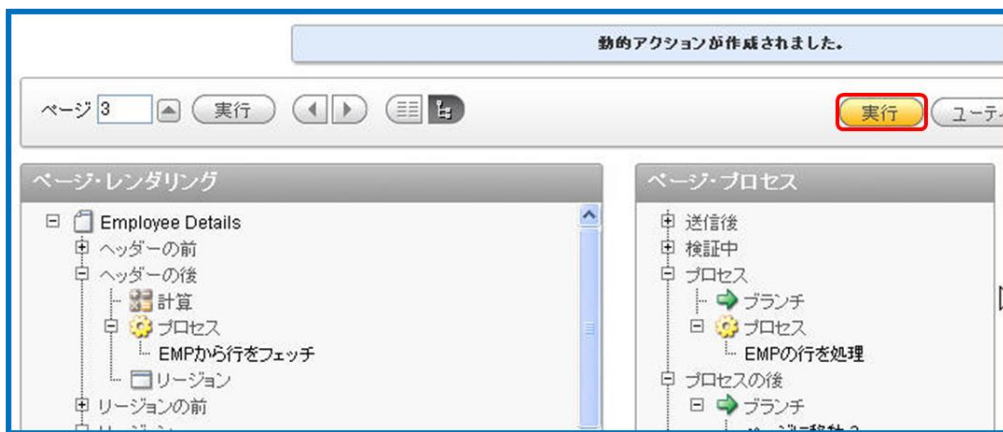 動的アクションが作成されました。
ページ 3 実行 実行 ユーティ
ページ・レンダリング
Employee Details
ヘッダーの前
ヘッダーの後
計算
プロセス
EMPから行をフェッチ
リージョン
リージョンの前
ページ・プロセス
送信後
検証中
プロセス
ブランチ
プロセス
EMPの行を処理
プロセスの後
ブランチ